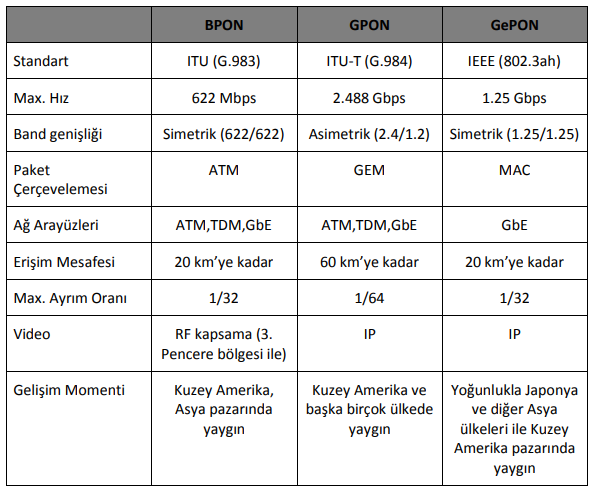 BPON GPON GePON
Standart ITU (G.983) ITU-T (G.984) IEEE (802.3ah)
Max. Hız 622 Mbps 2.488 Gbps 1.25 Gbps
Band genişliği Simetrik (622/622) Asimetrik (2.4/1.2) Simetrik (1.25/1.25)
Paket ATM GEM MAC
Çerçevelemesi
Ağ Arayüzleri ATM,TDM,GbE ATM,TDM,GbE GbE
Erişim Mesafesi 20 km’ye kadar 60 km’ye kadar 20 km’ye kadar
Max. Ayrım Oranı 1/32 1/64 1/32
Video RF kapsama (3. IP IP
Pencere bölgesi ile)
Gelişim Momenti Kuzey Amerika, Kuzey Amerika ve Yoğunlukla Japonya
Asya pazarında başka birçok ülkede ve diğer Asya
yaygın yaygın ülkeleri ile Kuzey
Amerika pazarında
yaygın